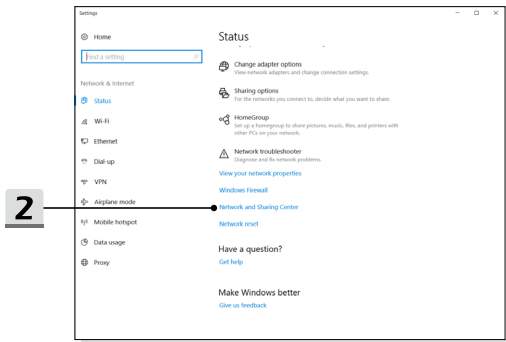 Settings
Home
Find a setting
Network & Internet
Status
Wi-Fi
Ethernet
Dial-up
VPN
Airplane mode
Mobile hotspot
Data usage
Proxy
2
Status
Change adapter options
View network adapters and change connection settings.
Sharing options
For the networks you connect to, decide what you want to share.
HomeGroup
Set up a homegroup to share pictures, music, files, and printers with
other PCs on your network.
Network troubleshooter
Diagnose and fix network problems.
View your network properties
Windows Firewall
Network and Sharing Center
Network reset
Have a question?
Get help
Make Windows better
Give us feedback